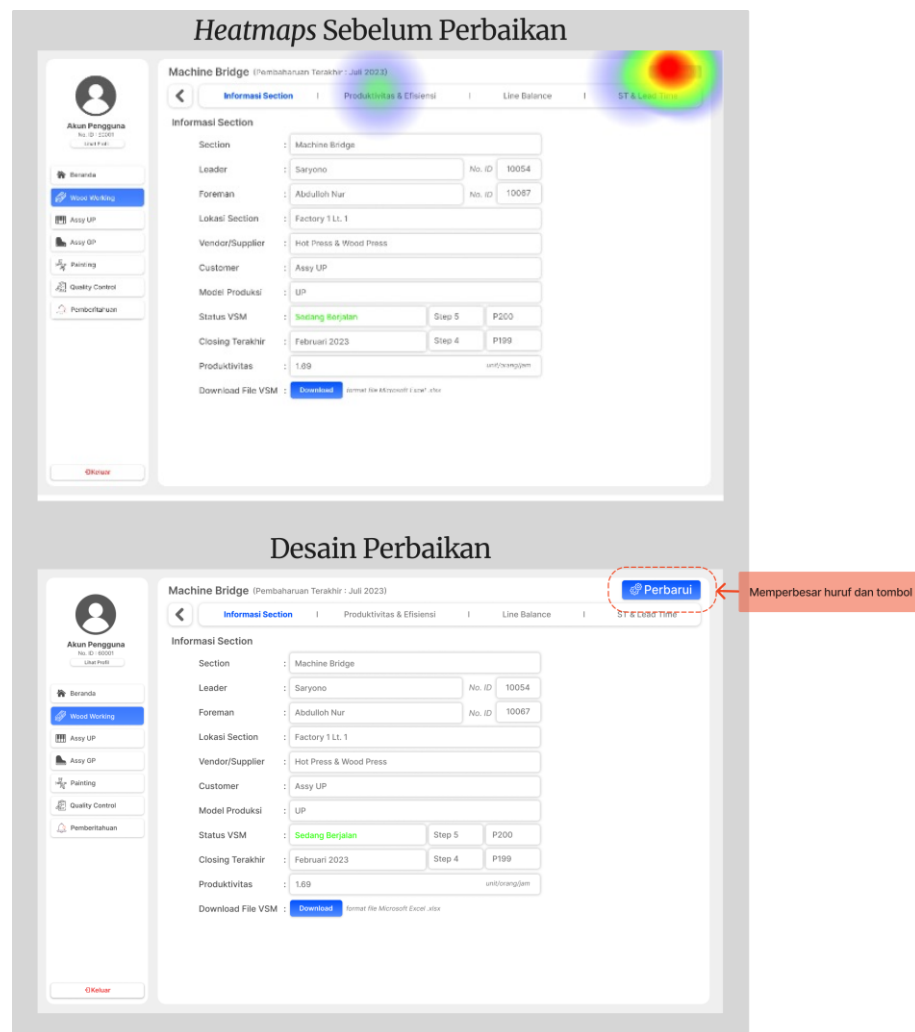 Heatmaps Sebelum Perbaikan
Machine Bridge (Pembaharuan Terakhir : Juli 2023)
Informasi Section | Produktivitas & Efisiensi | Line Balance | ST & Lead Time
Akun Pengguna
Lihat Profil
Beranda
Wood Working
Assy UP
Assy GP
Painting
Quality Control
Pemberitahuan
Keluar
Informasi Section
Section : Machine Bridge
Leader : Saryono No. ID 10054
Foreman : Abdulloh Nur No. ID 10067
Lokasi Section : Factory 1 Lt. 1
Vendor/Supplier : Hot Press & Wood Press
Customer : Assy UP
Model Produksi : UP
Status VSM : Sedang Berjalan Step 5 P200
Closing Terakhir : Februari 2023 Step 4 P199
Produktivitas : 1.69 unit/orang/jam
Download File VSM : Download format file Microsoft Excel .xlsx
Desain Perbaikan
Machine Bridge (Pembaharuan Terakhir : Juli 2023)
Perbarui
Memperbesar huruf dan tombol
Informasi Section | Produktivitas & Efisiensi | Line Balance | ST & Lead Time
Akun Pengguna
No. ID : 60001
Lihat Profil
Beranda
Wood Working
Assy UP
Assy GP
Painting
Quality Control
Pemberitahuan
Keluar
Informasi Section
Section : Machine Bridge
Leader : Saryono No. ID 10054
Foreman : Abdulloh Nur No. ID 10067
Lokasi Section : Factory 1 Lt. 1
Vendor/Supplier : Hot Press & Wood Press
Customer : Assy UP
Model Produksi : UP
Status VSM : Sedang Berjalan Step 5 P200
Closing Terakhir : Februari 2023 Step 4 P199
Produktivitas : 1.69 unit/orang/jam
Download File VSM : Download format file Microsoft Excel .xlsx